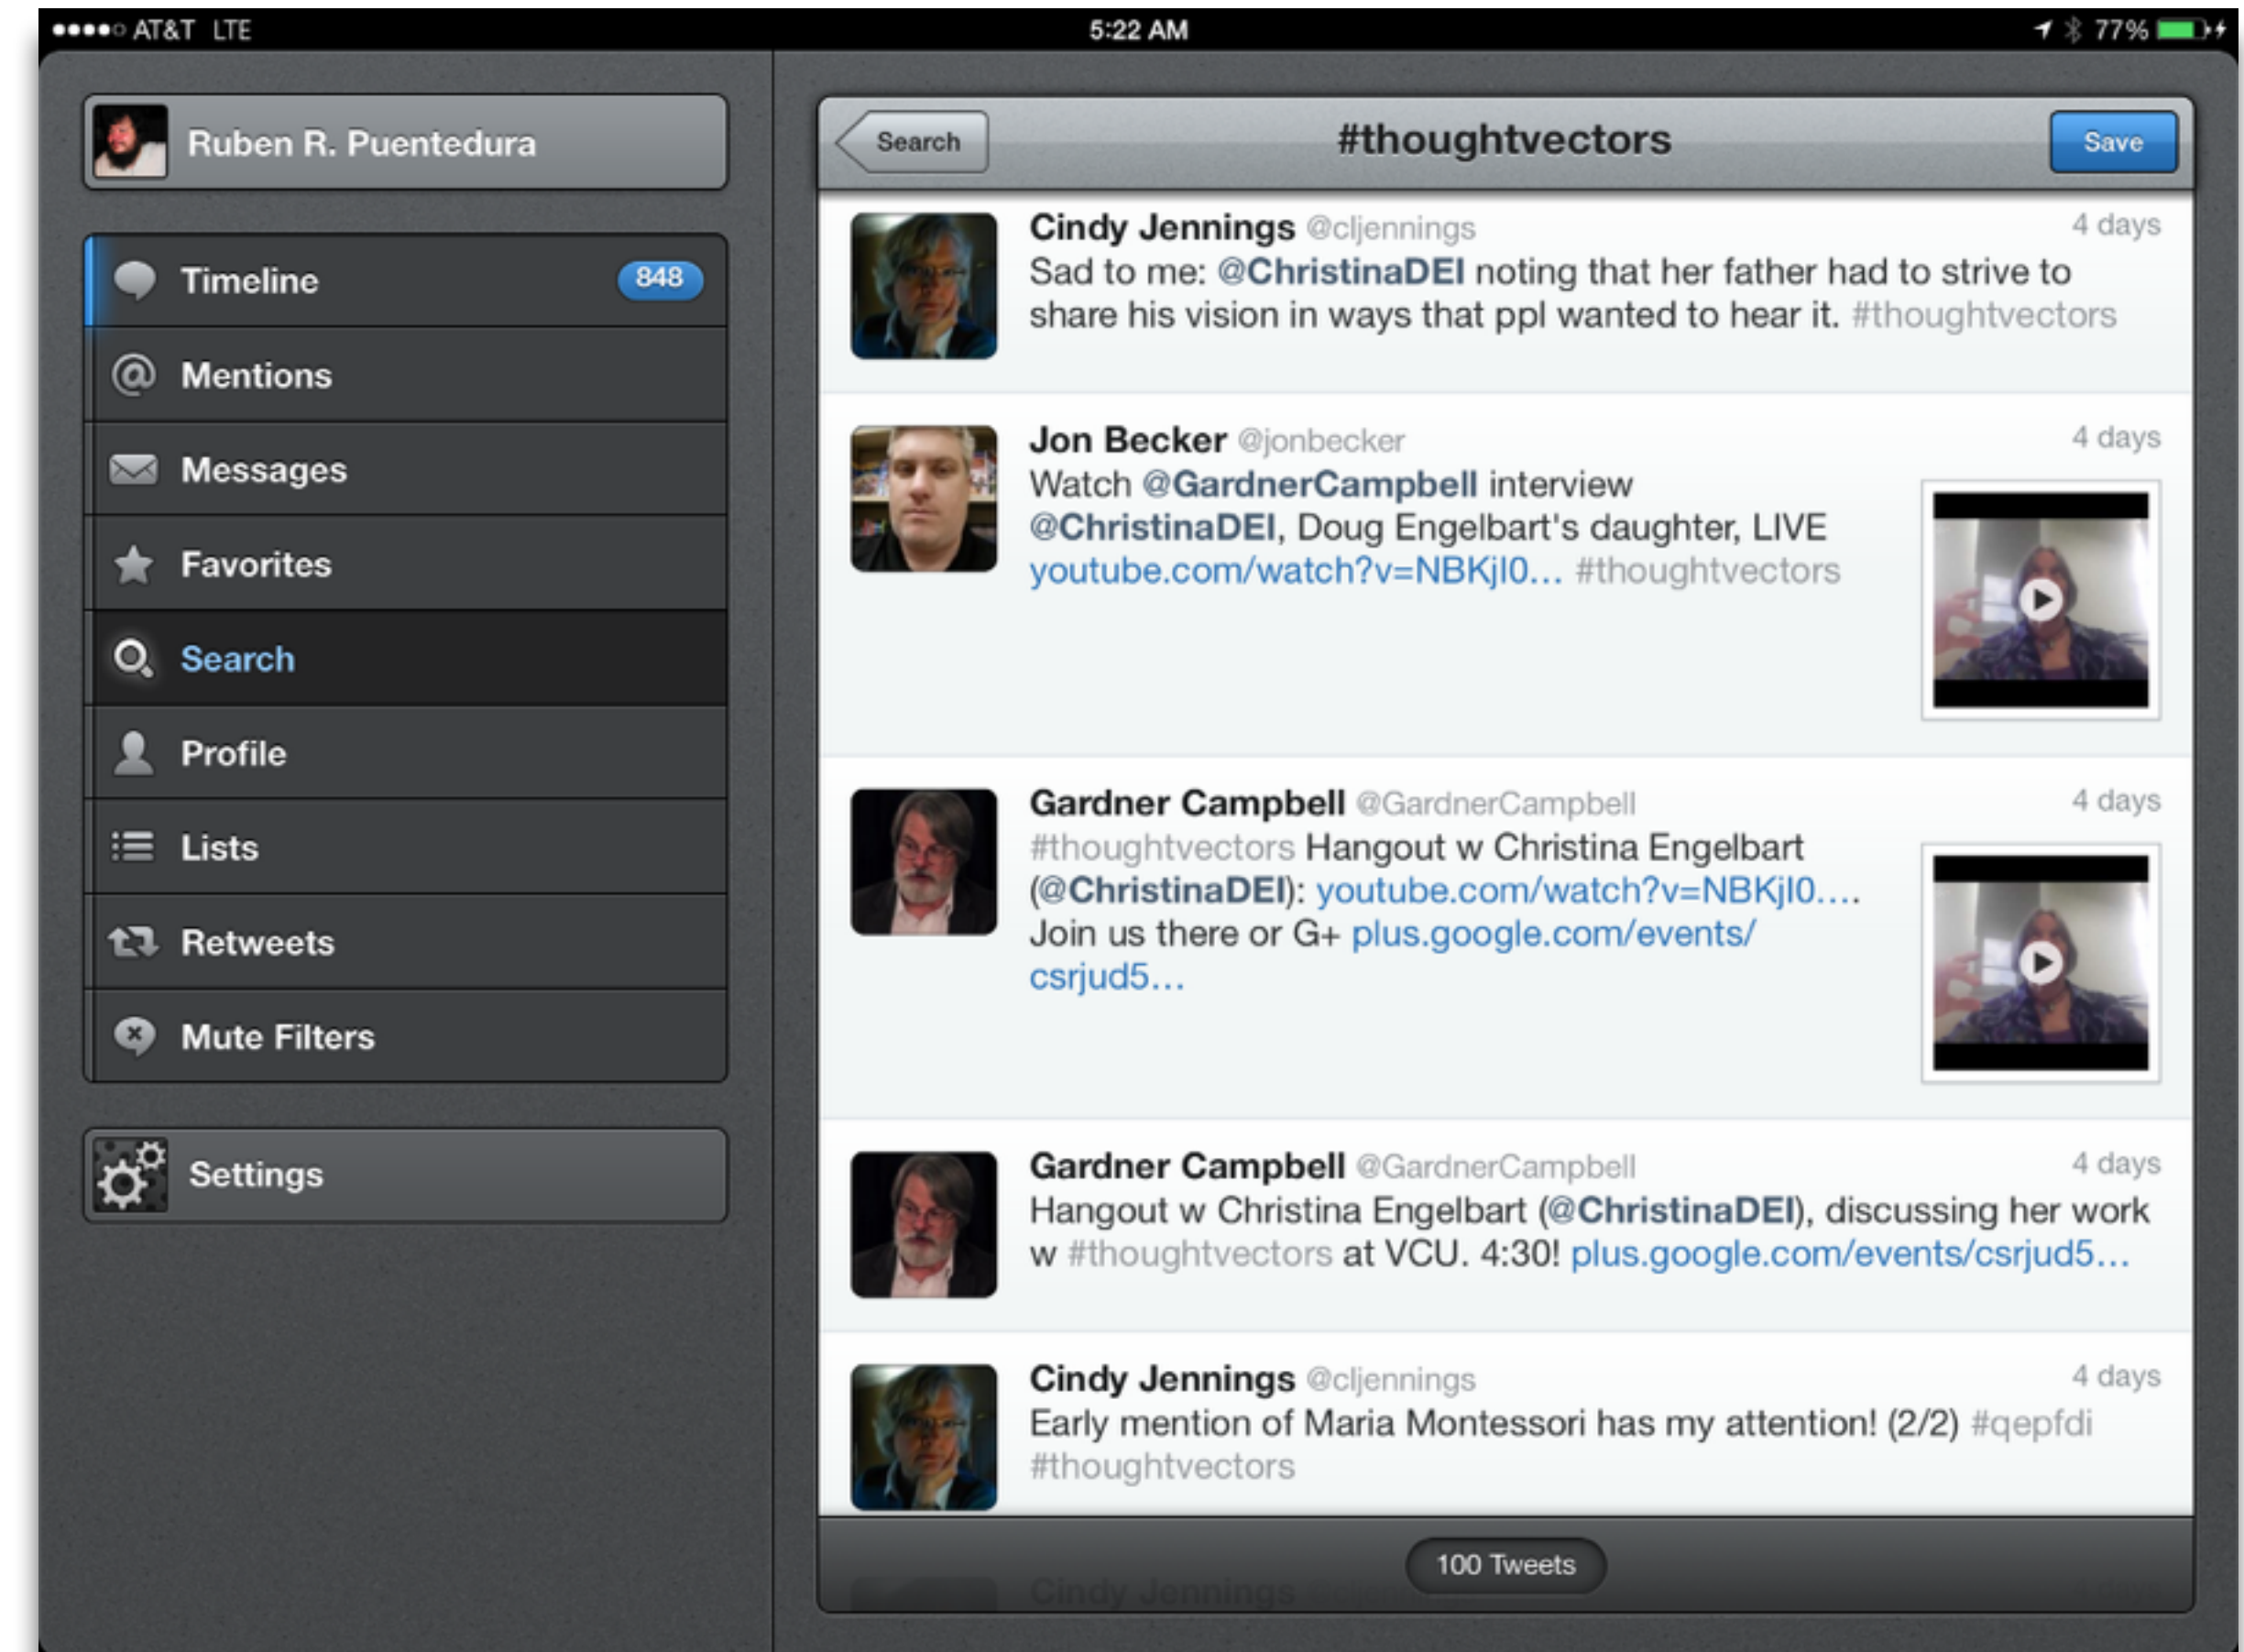 AT&T LTE
5:22 AM
77%
Ruben R. Puentedura
Timeline
848
Mentions
Messages
Favorites
Search
Profile
Lists
Retweets
Mute Filters
Settings
Search
#thoughtvectors
Save
Cindy Jennings @cljennings
4 days
Sad to me: @ChristinaDEI noting that her father had to strive to
share his vision in ways that ppl wanted to hear it. #thoughtvectors
Jon Becker @jonbecker
4 days
Watch @GardnerCampbell interview
@ChristinaDEI, Doug Engelbart's daughter, LIVE
youtube.com/watch?v=NBKjI0... #thoughtvectors
Gardner Campbell @GardnerCampbell
4 days
#thoughtvectors Hangout w Christina Engelbart
(@ChristinaDEI): youtube.com/watch?v=NBKjI0....
Join us there or G+ plus.google.com/events/
csrjud5...
Gardner Campbell @GardnerCampbell
4 days
Hangout w Christina Engelbart (@ChristinaDEI), discussing her work
w #thoughtvectors at VCU. 4:30! plus.google.com/events/csrjud5...
Cindy Jennings @cljennings
4 days
Early mention of Maria Montessori has my attention! (2/2) #qepfdi
#thoughtvectors
100 Tweets
Cindy Jennings @cljennings
4 days